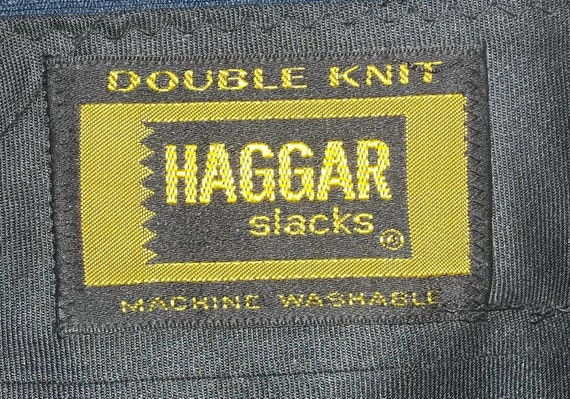 DOUBLE KNIT
HAGGAR
slacks®
MACHINE WASHABLE